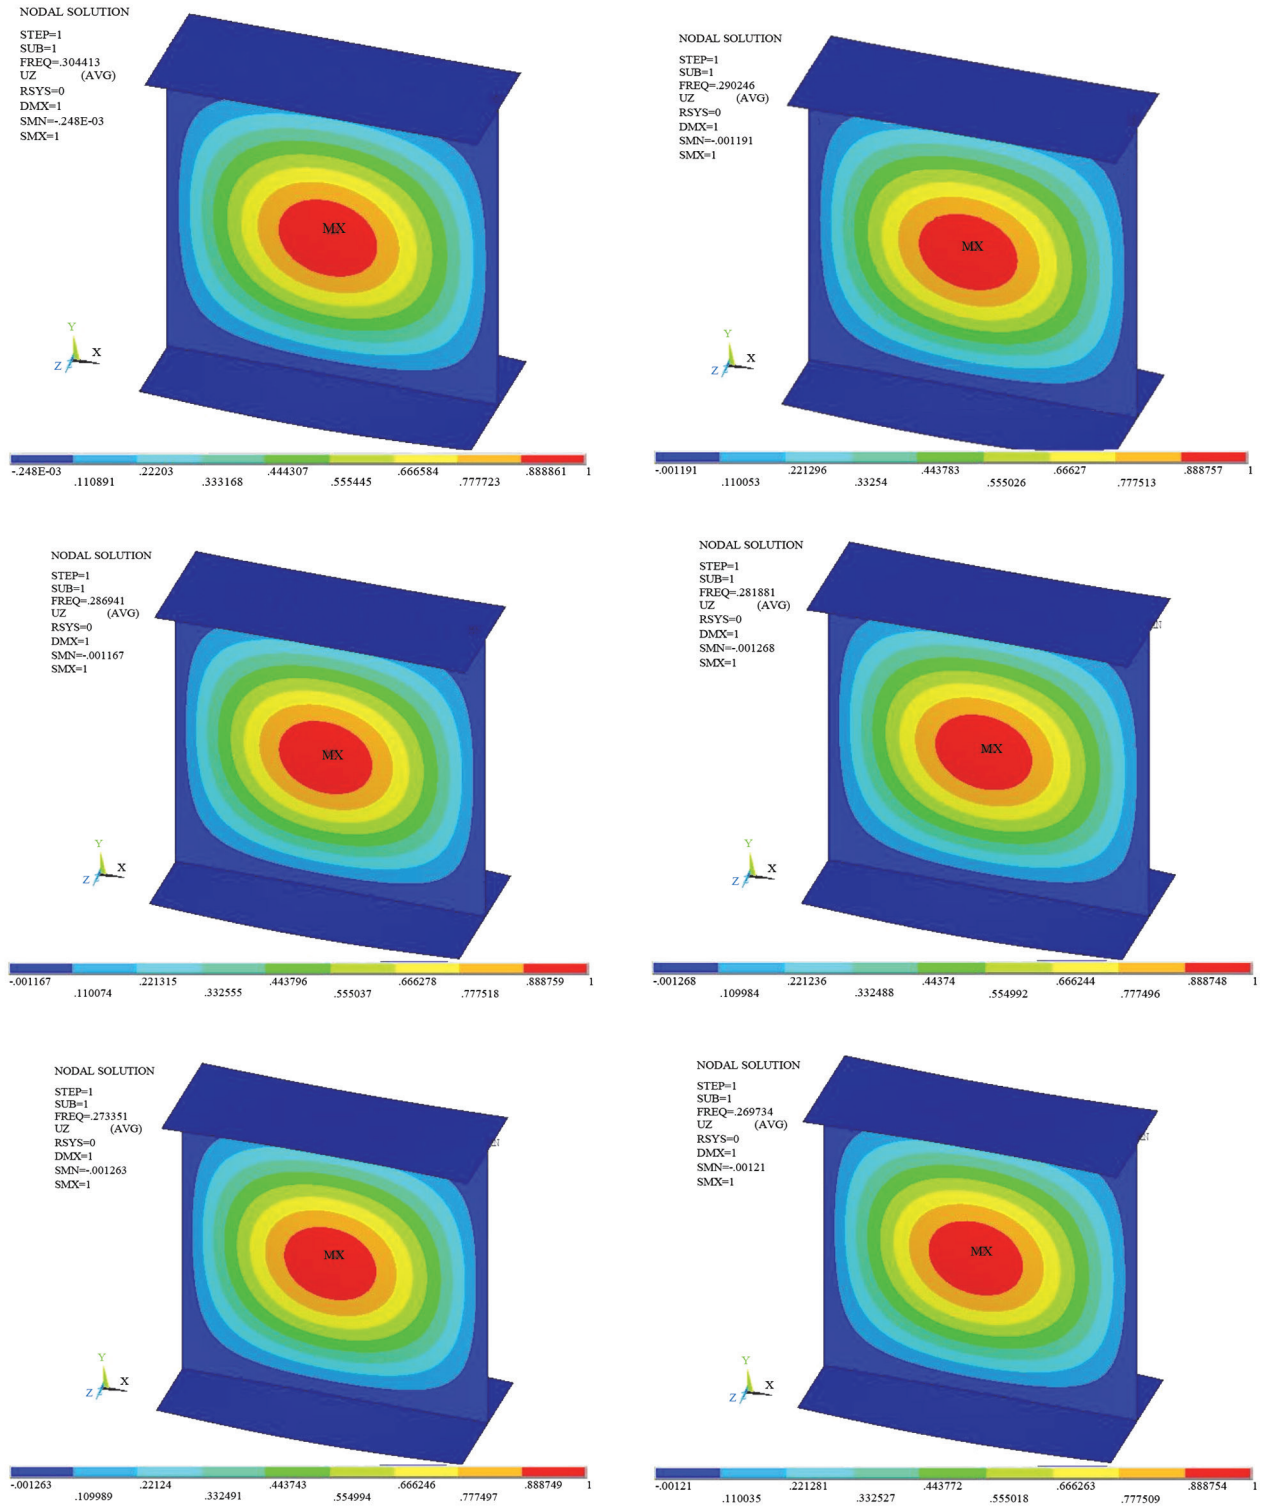 NODAL SOLUTION
STEP=1
SUB=1
FREQ=.304413
UZ (AVG)
RSYS=0
DMX=1
SMN=-.248E-03
SMX=1
MX
Y
X
Z
-.248E-03 .22203 .444307 .666584 .888861 1
.110891 .333168 .555445 .777723
NODAL SOLUTION
STEP=1
SUB=1
FREQ=.290246
UZ (AVG)
RSYS=0
DMX=1
SMN=-.001191
SMX=1
MX
Y
X
Z
-.001191 .221296 .443783 .66627 .888757 1
.110053 .33254 .555026 .777513
NODAL SOLUTION
STEP=1
SUB=1
FREQ=.286941
UZ (AVG)
RSYS=0
DMX=1
SMN=-.001167
SMX=1
MX
Y
X
Z
-.001167 .221315 .443796 .666278 .888759 1
.110074 .332555 .555037 .777518
NODAL SOLUTION
STEP=1
SUB=1
FREQ=.281881
UZ (AVG)
RSYS=0
DMX=1
SMN=-.001268
SMX=1
MX
Y
X
Z
-.001268 .221236 .44374 .666244 .888748 1
.109984 .332488 .554992 .777496
NODAL SOLUTION
STEP=1
SUB=1
FREQ=.273351
UZ (AVG)
RSYS=0
DMX=1
SMN=-.001263
SMX=1
MX
Y
X
Z
-.001263 .22124 .443743 .666246 .888749 1
.109989 .332491 .554994 .777497
NODAL SOLUTION
STEP=1
SUB=1
FREQ=.269734
UZ (AVG)
RSYS=0
DMX=1
SMN=-.00121
SMX=1
MX
Y
X
Z
-.00121 .221281 .443772 .666263 .888754 1
.110035 .332527 .555018 .777509